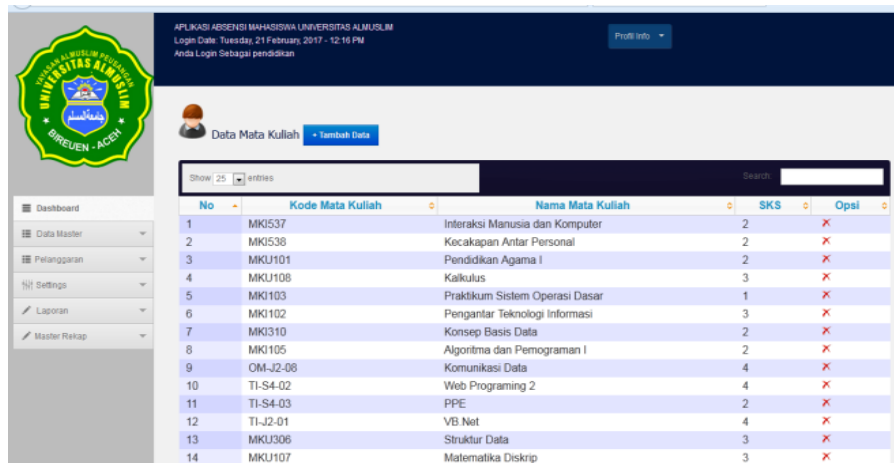 APLIKASI ABSENSI MAHASISWA UNIVERSITAS ALMUSLIM
Login Date: Tuesday, 21 February, 2017 - 12:16 PM
Anda Login Sebagai pendidikan
Profil Info
YAYASAN ALMUSLIM PEUSANGAN
UNIVERSITAS ALMUSLIM
جامعة المسلم
BIREUEN - ACEH
Data Mata Kuliah
+ Tambah Data
Show 25 entries
Search:
Dashboard
Data Master
Pelanggaran
Settings
Laporan
Master Rekap
No Kode Mata Kuliah Nama Mata Kuliah SKS Opsi
1 MKI537 Interaksi Manusia dan Komputer 2
2 MKI538 Kecakapan Antar Personal 2
3 MKU101 Pendidikan Agama I 2
4 MKU108 Kalkulus 3
5 MKI103 Praktikum Sistem Operasi Dasar 1
6 MKI102 Pengantar Teknologi Informasi 3
7 MKI310 Konsep Basis Data 2
8 MKI105 Algoritma dan Pemograman I 2
9 OM-J2-08 Komunikasi Data 4
10 TI-S4-02 Web Programing 2 4
11 TI-S4-03 PPE 2
12 TI-J2-01 VB.Net 4
13 MKU306 Struktur Data 3
14 MKU107 Matematika Diskrip 3